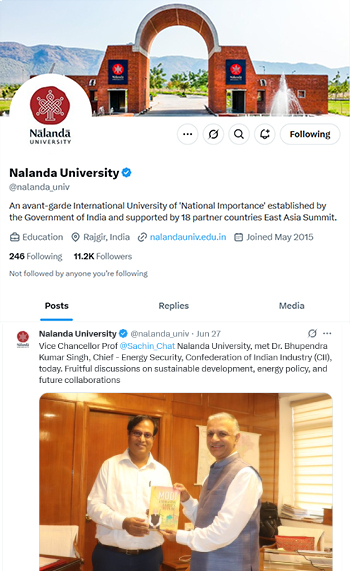 Nālandā
UNIVERSITY
Following
Nalanda University
@nalanda_univ
An avant-garde International University of 'National Importance' established by
the Government of India and supported by 18 partner countries East Asia Summit.
Education Rajgir, India nalandauniv.edu.in Joined May 2015
246 Following 11.2K Followers
Not followed by anyone you're following
Posts Replies Media
Nalanda University @nalanda_univ · Jun 27
Vice Chancellor Prof @Sachin_Chat Nalanda University, met Dr. Bhupendra
Kumar Singh, Chief - Energy Security, Confederation of Indian Industry (CII),
today. Fruitful discussions on sustainable development, energy policy, and
future collaborations